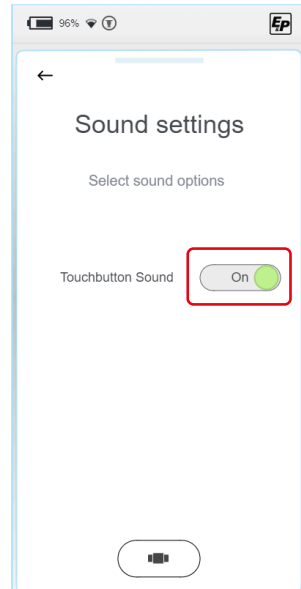 96% T
E|P
Sound settings
Select sound options
Touchbutton Sound On